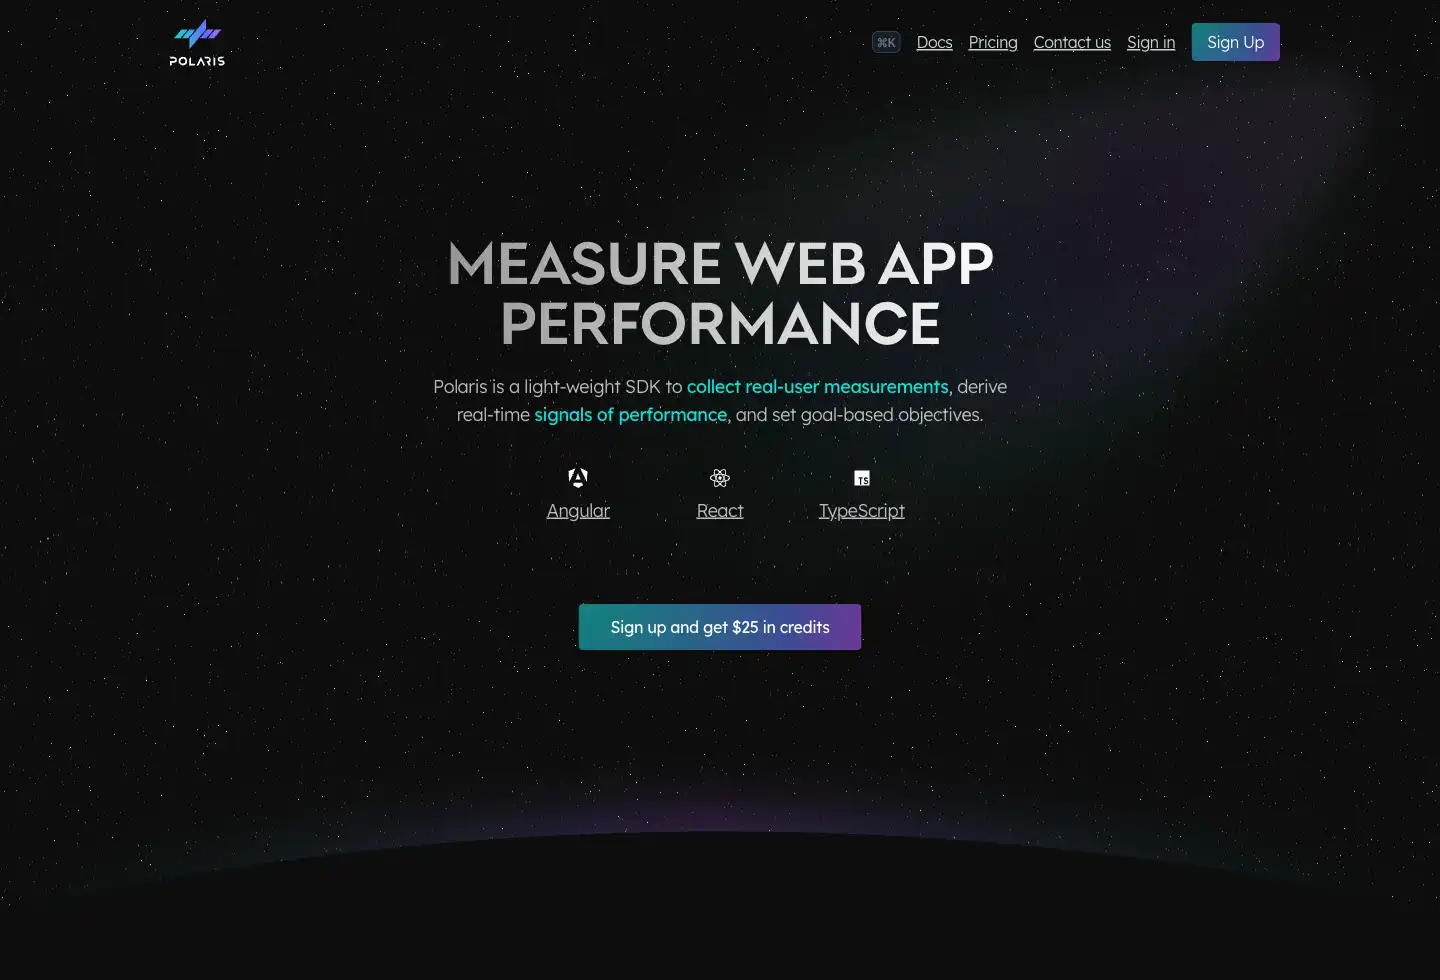 POLARIS
⌘K
Docs
Pricing
Contact us
Sign in
Sign Up
MEASURE WEB APP
PERFORMANCE
Polaris is a light-weight SDK to collect real-user measurements, derive
real-time signals of performance, and set goal-based objectives.
TS
Angular
React
TypeScript
Sign up and get $25 in credits